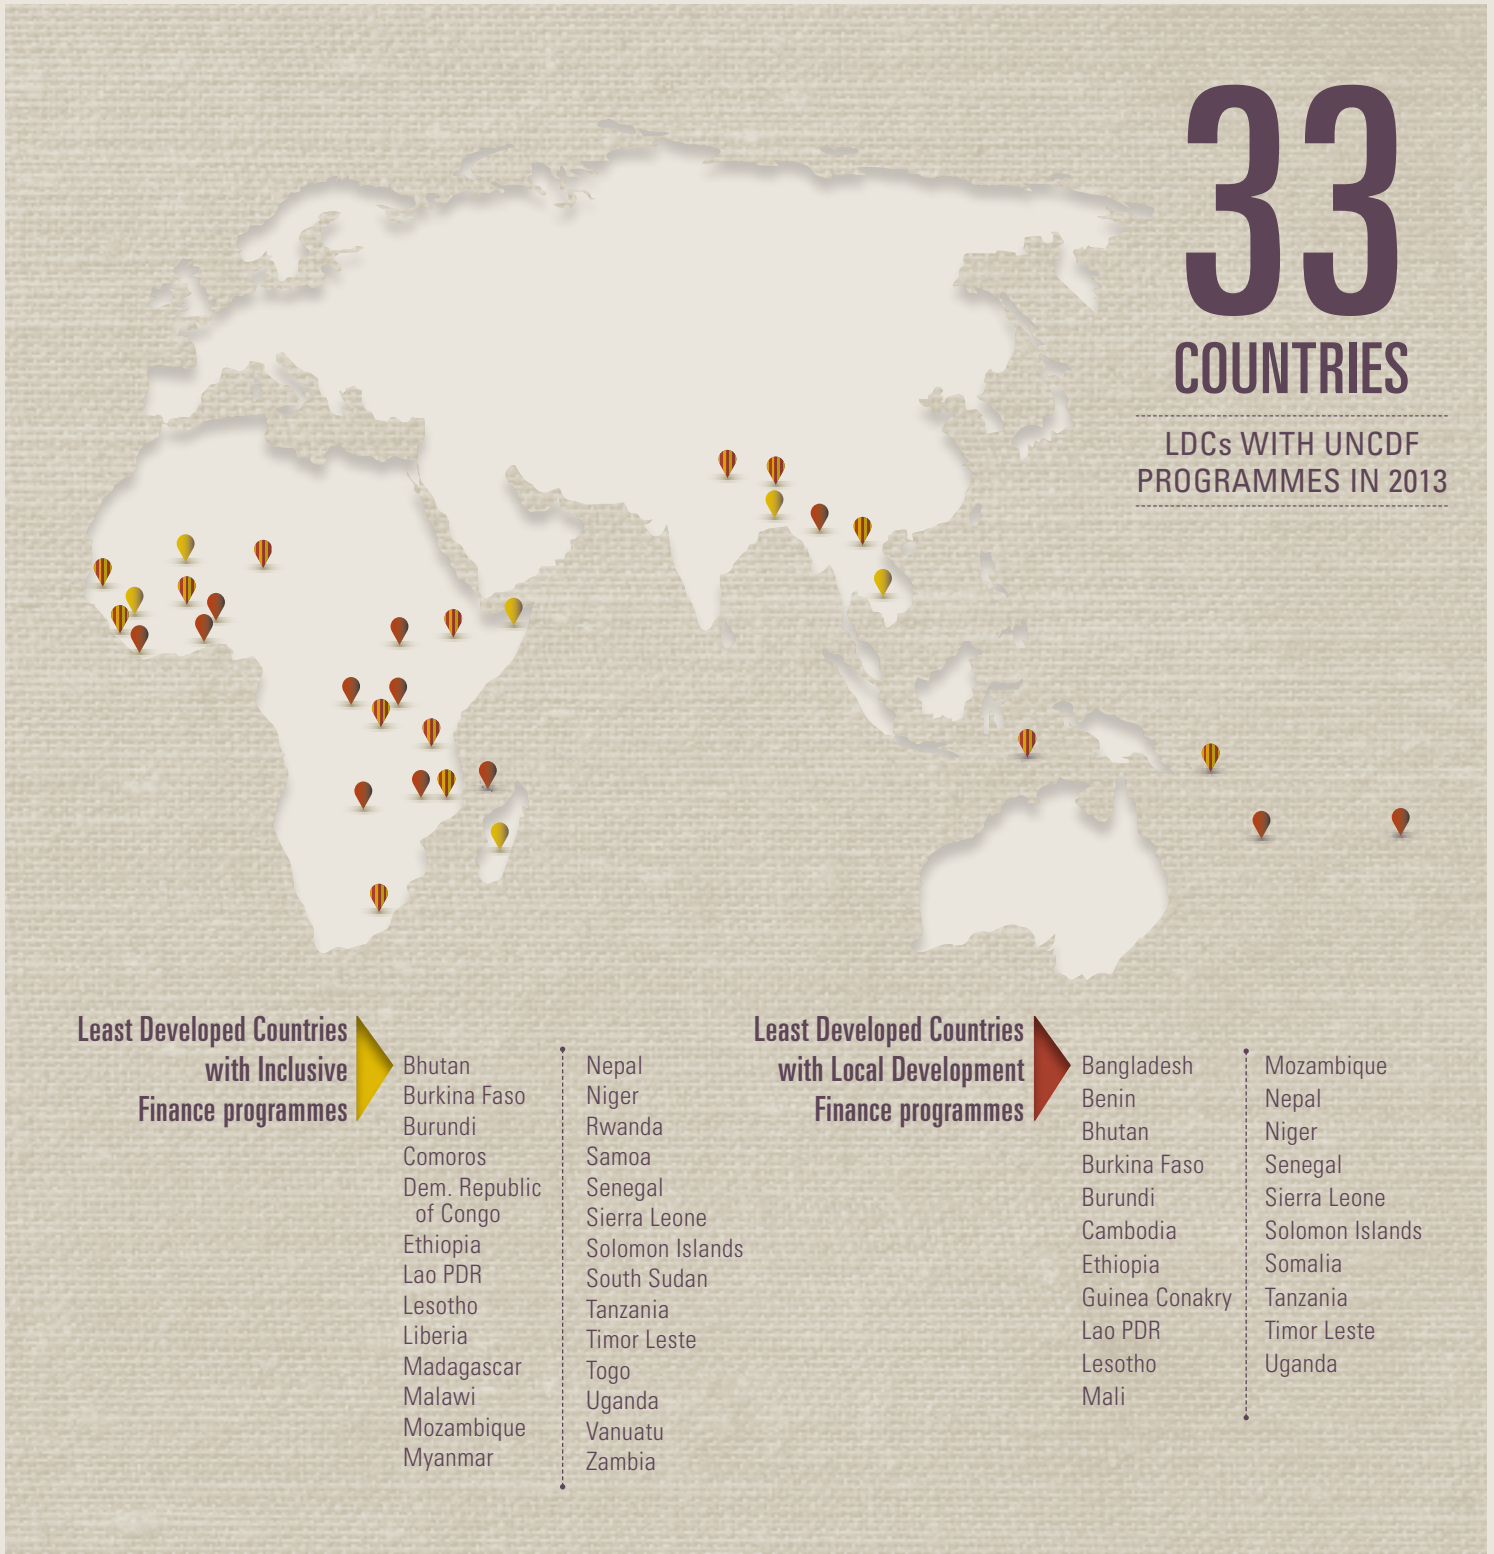 33
COUNTRIES
LDCs WITH UNCDF
PROGRAMMES IN 2013
Least Developed Countries
with Inclusive
Finance programmes
Bhutan
Burkina Faso
Burundi
Comoros
Dem. Republic
of Congo
Ethiopia
Lao PDR
Lesotho
Liberia
Madagascar
Malawi
Mozambique
Myanmar
Nepal
Niger
Rwanda
Samoa
Senegal
Sierra Leone
Solomon Islands
South Sudan
Tanzania
Timor Leste
Togo
Uganda
Vanuatu
Zambia
Least Developed Countries
with Local Development
Finance programmes
Bangladesh
Benin
Bhutan
Burkina Faso
Burundi
Cambodia
Ethiopia
Guinea Conakry
Lao PDR
Lesotho
Mali
Mozambique
Nepal
Niger
Senegal
Sierra Leone
Solomon Islands
Somalia
Tanzania
Timor Leste
Uganda